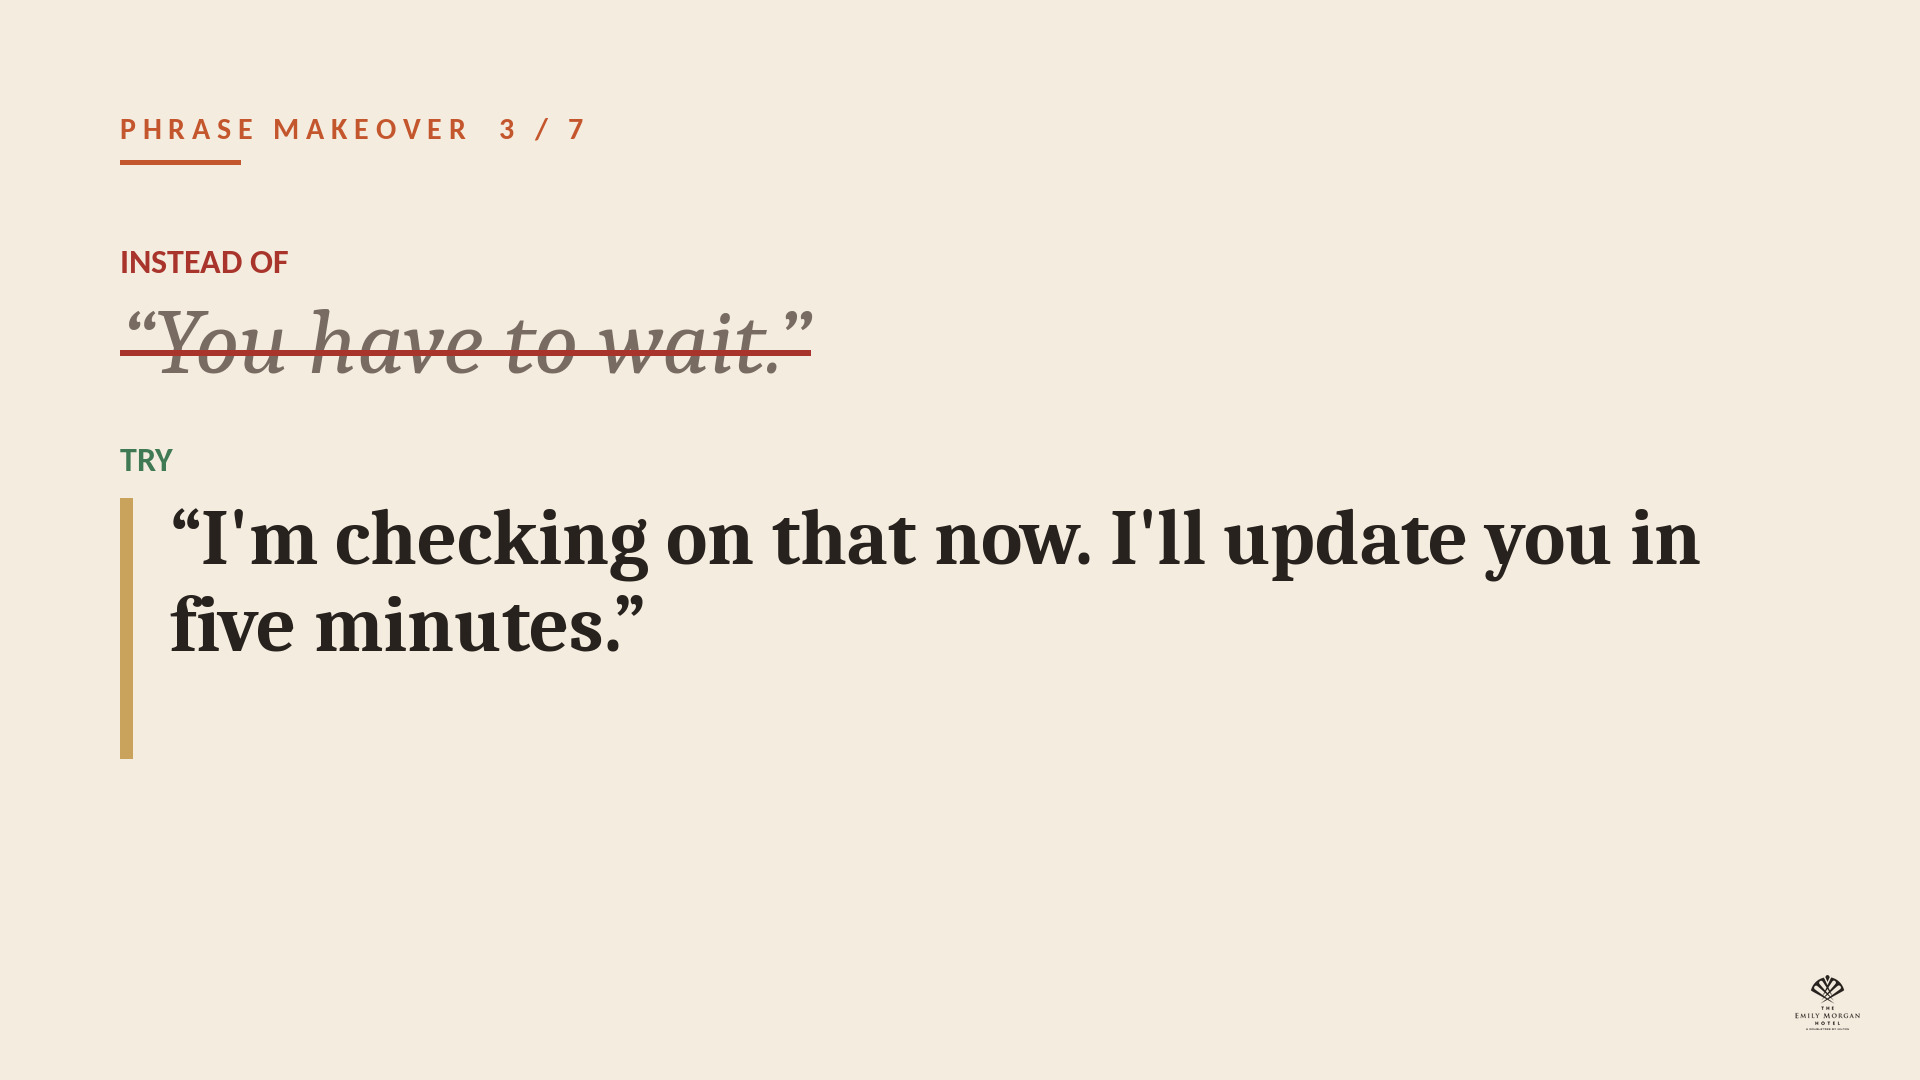 PHRASE MAKEOVER 3 / 7
INSTEAD OF
“You have to wait.”
TRY
“I'm checking on that now. I'll update you in
five minutes.”
THE
EMILY MORGAN
HOTEL